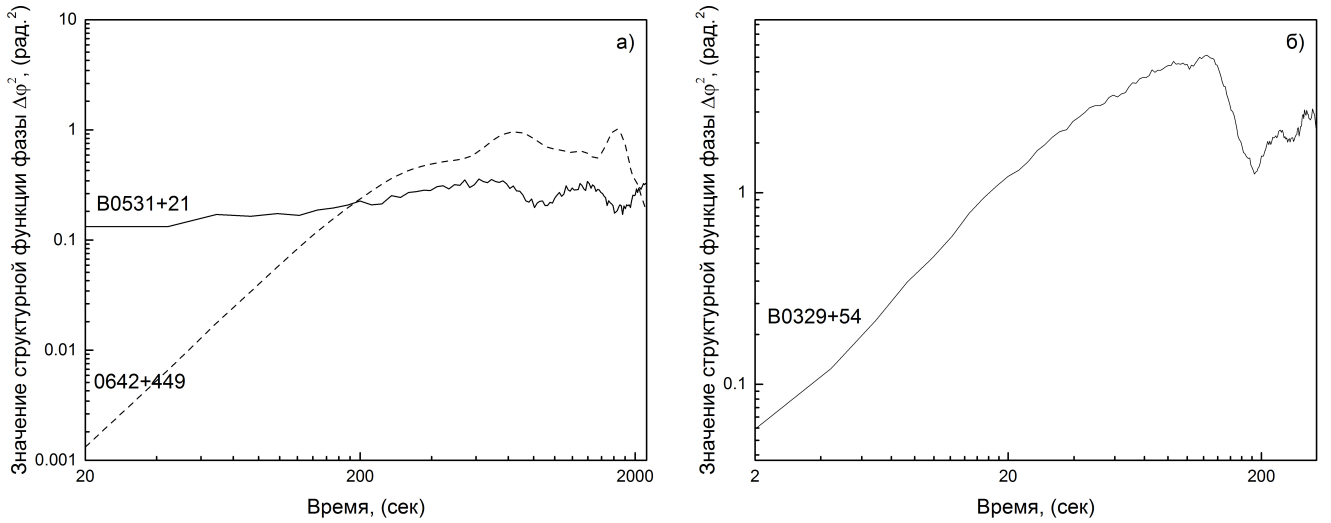 Значение структурной функции фазы Δφ², (рад.²)
10
1
0.1
0.01
0.001
а)
B0531+21
0642+449
20
200
2000
Время, (сек)
Значение структурной функции фазы Δφ², (рад.²)
1
0.1
б)
B0329+54
2
20
200
Время, (сек)